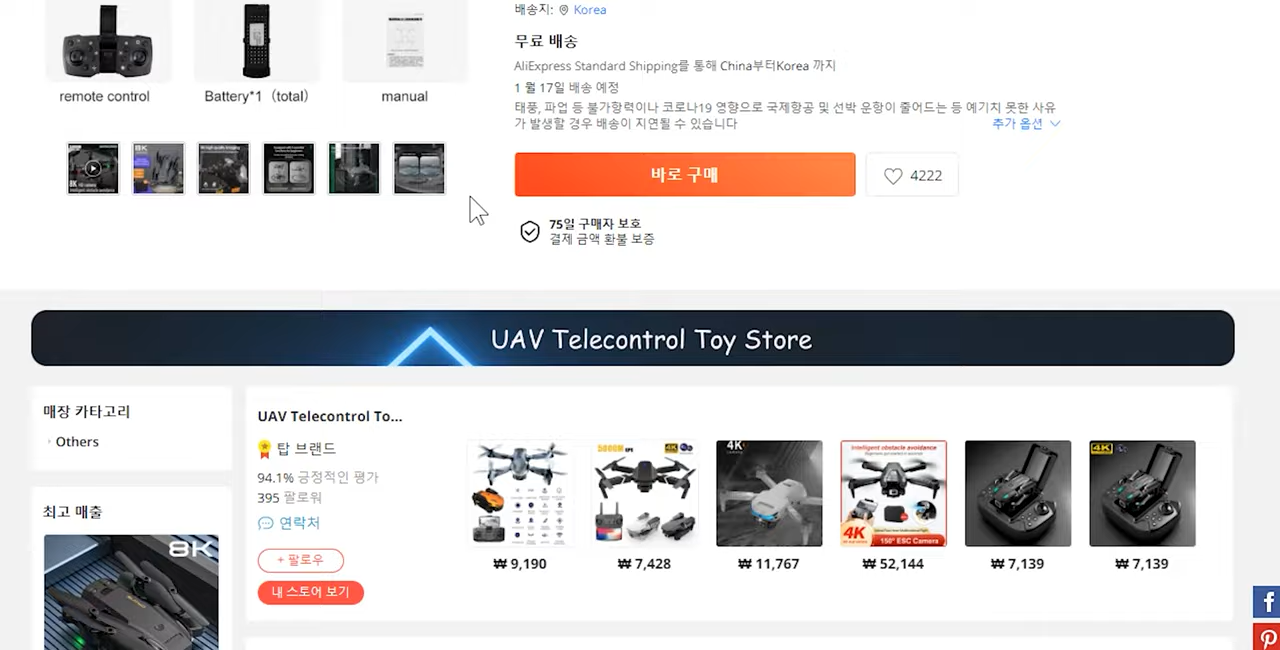 배송지: Korea
무료 배송
AliExpress Standard Shipping를 통해 China부터Korea 까지
1 월 17일 배송 예정
태풍, 파업 등 불가항력이나 코로나19 영향으로 국제항공 및 선박 운항이 줄어드는 등 예기치 못한 사유
가 발생할 경우 배송이 지연될 수 있습니다
추가 옵션
remote control
Battery*1 (total)
manual
8K
바로 구매
4222
75일 구매자 보호
결제 금액 환불 보증
UAV Telecontrol Toy Store
매장 카타고리
Others
최고 매출
8K
UAV Telecontrol To...
탑 브랜드
94.1% 긍정적인 평가
395 팔로워
연락처
+ 팔로우
내 스토어 보기
4K
4K
Intelligent obstacle avoidance
4K
150° ESC Camera
4K
₩ 9,190
₩ 7,428
₩ 11,767
₩ 52,144
₩ 7,139
₩ 7,139